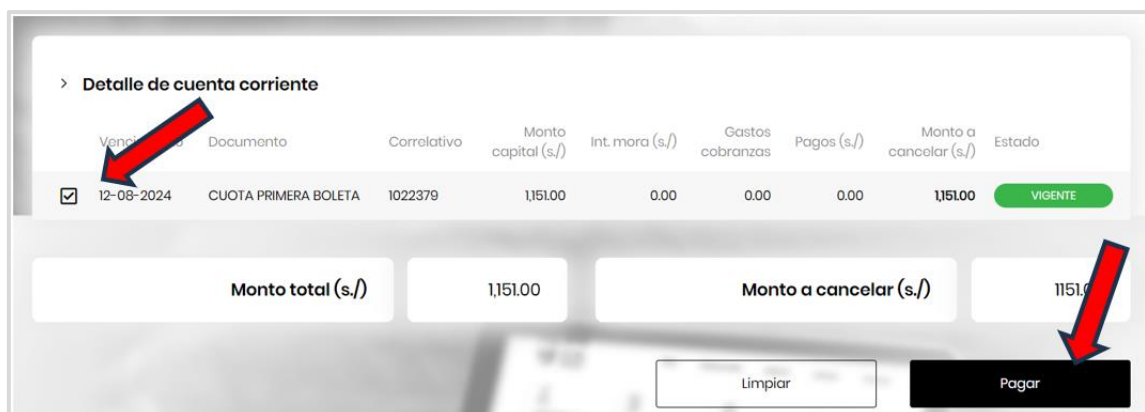 > Detalle de cuenta corriente
Documento Correlativo Monto capital (s./) Int. mora (s./) Gastos cobranzas Pagos (s./) Monto a cancelar (s./) Estado
12-08-2024 CUOTA PRIMERA BOLETA 1022379 1,151.00 0.00 0.00 0.00 1,151.00 VIGENTE
Monto total (s./) 1,151.00 Monto a cancelar (s./)
Limpiar Pagar